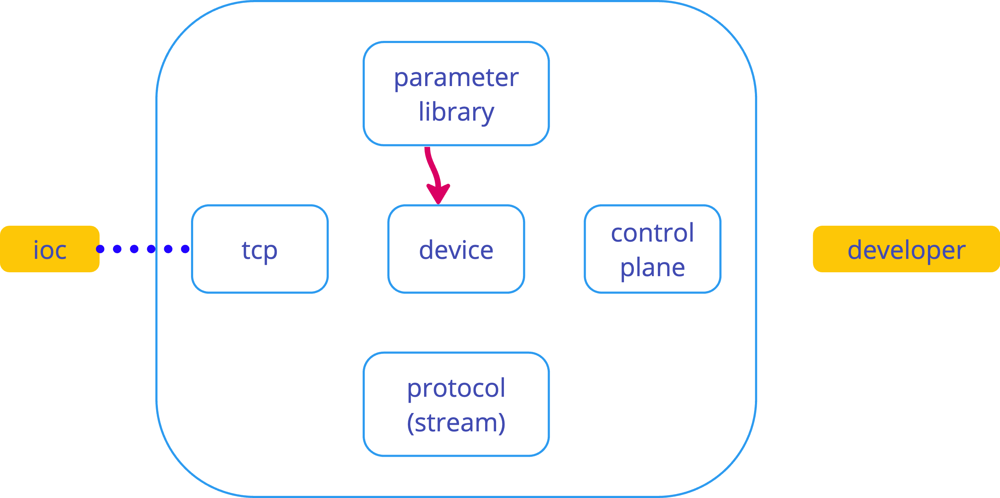 parameter
library
ioc
tcp
device
control
plane
developer
protocol
(stream)